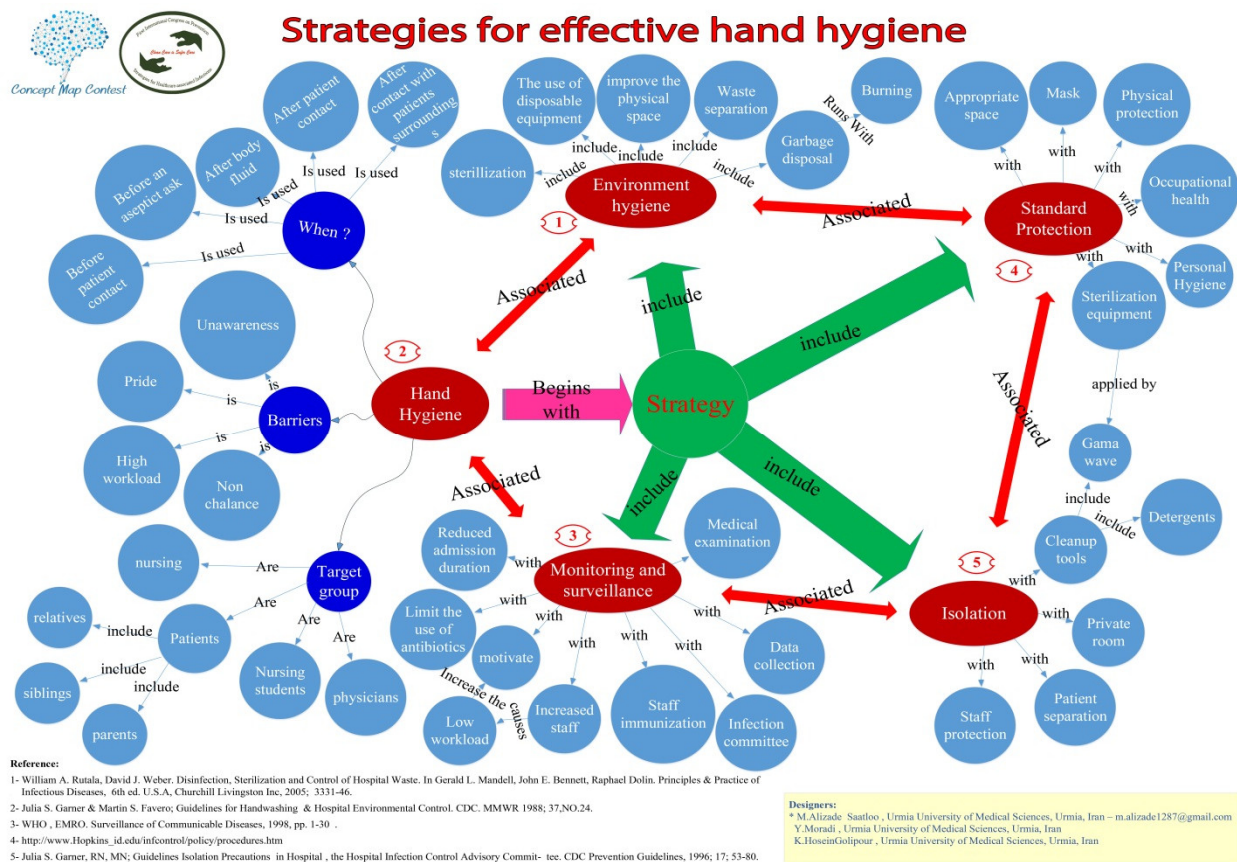 Strategies for effective hand hygiene
Concept Map Contest
Clean Care is Safe Care
After patient
contact
After
contact with
patients
surrounding
s
After body
fluid
Before an
aseptict ask
Before
patient
contact
Is used
Is used
Is used
Is used
Is used
When ?
The use of
disposable
equipment
improve the
physical
space
Waste
separation
Burning
Runs With
Garbage
disposal
sterillization
include
include
include
include
include
Environment
hygiene
1
Associated
Appropriate
space
Mask
Physical
protection
Occupational
health
Personal
Hygiene
Sterilization
equipment
with
with
with
with
with
with
Standard
Protection
4
applied by
Gama
wave
Associated
Associated
include
include
include
include
Strategy
Begins
with
2
Hand
Hygiene
Unawareness
Pride
High
workload
Non
chalance
is
is
is
is
Barriers
Associated
nursing
Are
Are
Are
Are
Target
group
relatives
siblings
parents
Patients
include
include
include
Nursing
students
physicians
3
Monitoring and
surveillance
Reduced
admission
duration
Limit the
use of
antibiotics
motivate
Increase the
causes
Low
workload
Increased
staff
Staff
immunization
Infection
committee
Data
collection
Medical
examination
with
with
with
with
with
with
with
Associated
5
Isolation
include
include
Detergents
Cleanup
tools
Private
room
Patient
separation
Staff
protection
with
with
with
with
Reference:
1- William A. Rutala, David J. Weber. Disinfection, Sterilization and Control of Hospital Waste. In Gerald L. Mandell, John E. Bennett, Raphael Dolin. Principles & Practice of
Infectious Diseases, 6th ed. U.S.A, Churchill Livingston Inc, 2005; 3331-46.
2- Julia S. Garner & Martin S. Favero; Guidelines for Handwashing & Hospital Environmental Control. CDC. MMWR 1988; 37,NO.24.
3- WHO , EMRO. Surveillance of Communicable Diseases, 1998, pp. 1-30 .
4- http://www.Hopkins_id.edu/infcontrol/policy/procedures.htm
5- Julia S. Garner, RN, MN; Guidelines Isolation Precautions in Hospital , the Hospital Infection Control Advisory Commit- tee. CDC Prevention Guidelines, 1996; 17; 53-80.
Designers:
* M.Alizade Saatloo , Urmia University of Medical Sciences, Urmia, Iran – m.alizade1287@gmail.com
Y.Moradi , Urmia University of Medical Sciences, Urmia, Iran
K.HoseinGolipour , Urmia University of Medical Sciences, Urmia, Iran